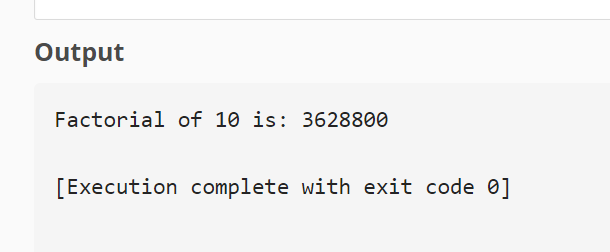 Output
Factorial of 10 is: 3628800
[Execution complete with exit code 0]